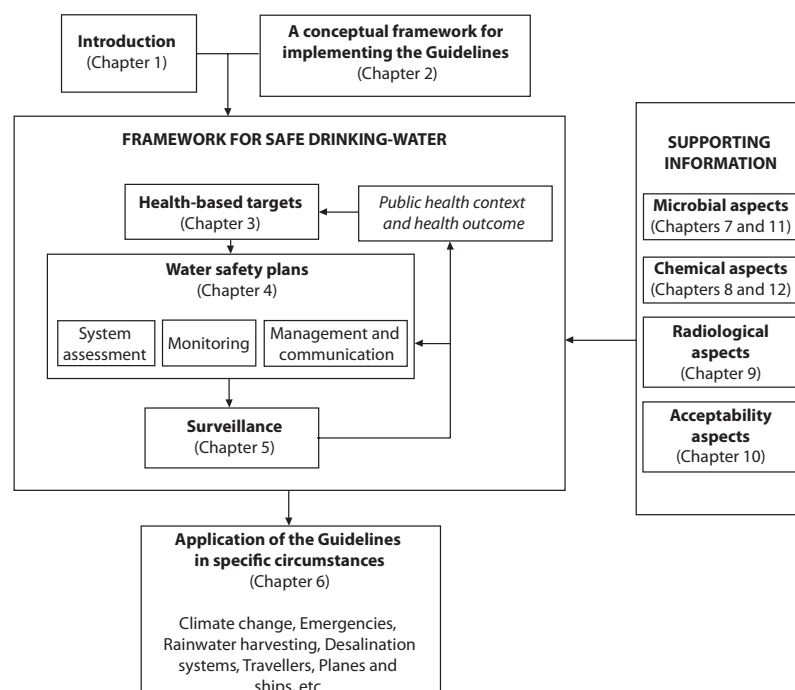 Introduction
(Chapter 1)
A conceptual framework for
implementing the Guidelines
(Chapter 2)
FRAMEWORK FOR SAFE DRINKING-WATER
Health-based targets
(Chapter 3)
Public health context
and health outcome
Water safety plans
(Chapter 4)
System
assessment
Monitoring
Management and
communication
Surveillance
(Chapter 5)
SUPPORTING
INFORMATION
Microbial aspects
(Chapters 7 and 11)
Chemical aspects
(Chapters 8 and 12)
Radiological
aspects
(Chapter 9)
Acceptability
aspects
(Chapter 10)
Application of the Guidelines
in specific circumstances
(Chapter 6)
Climate change, Emergencies,
Rainwater harvesting, Desalination
systems, Travellers, Planes and
ships, etc